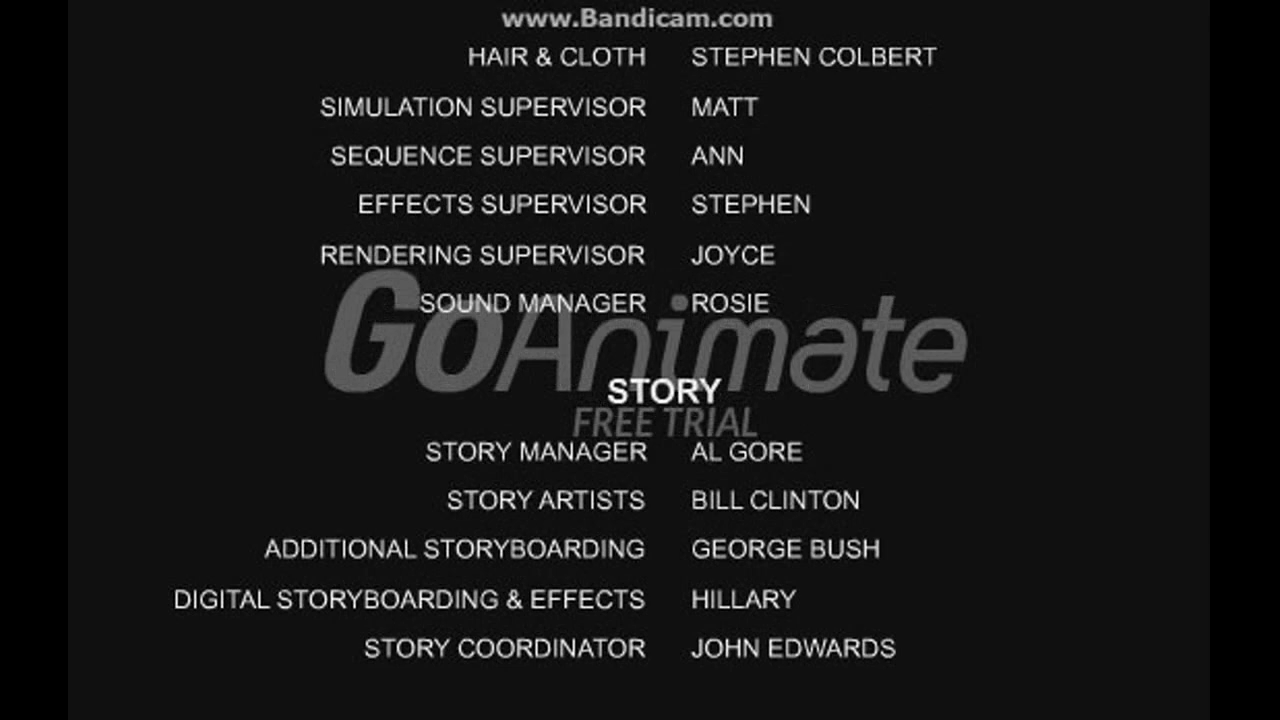 www.Bandicam.com
HAIR & CLOTH STEPHEN COLBERT
SIMULATION SUPERVISOR MATT
SEQUENCE SUPERVISOR ANN
EFFECTS SUPERVISOR STEPHEN
RENDERING SUPERVISOR JOYCE
SOUND MANAGER ROSIE
GoAnimate
STORY
FREE TRIAL
STORY MANAGER AL GORE
STORY ARTISTS BILL CLINTON
ADDITIONAL STORYBOARDING GEORGE BUSH
DIGITAL STORYBOARDING & EFFECTS HILLARY
STORY COORDINATOR JOHN EDWARDS